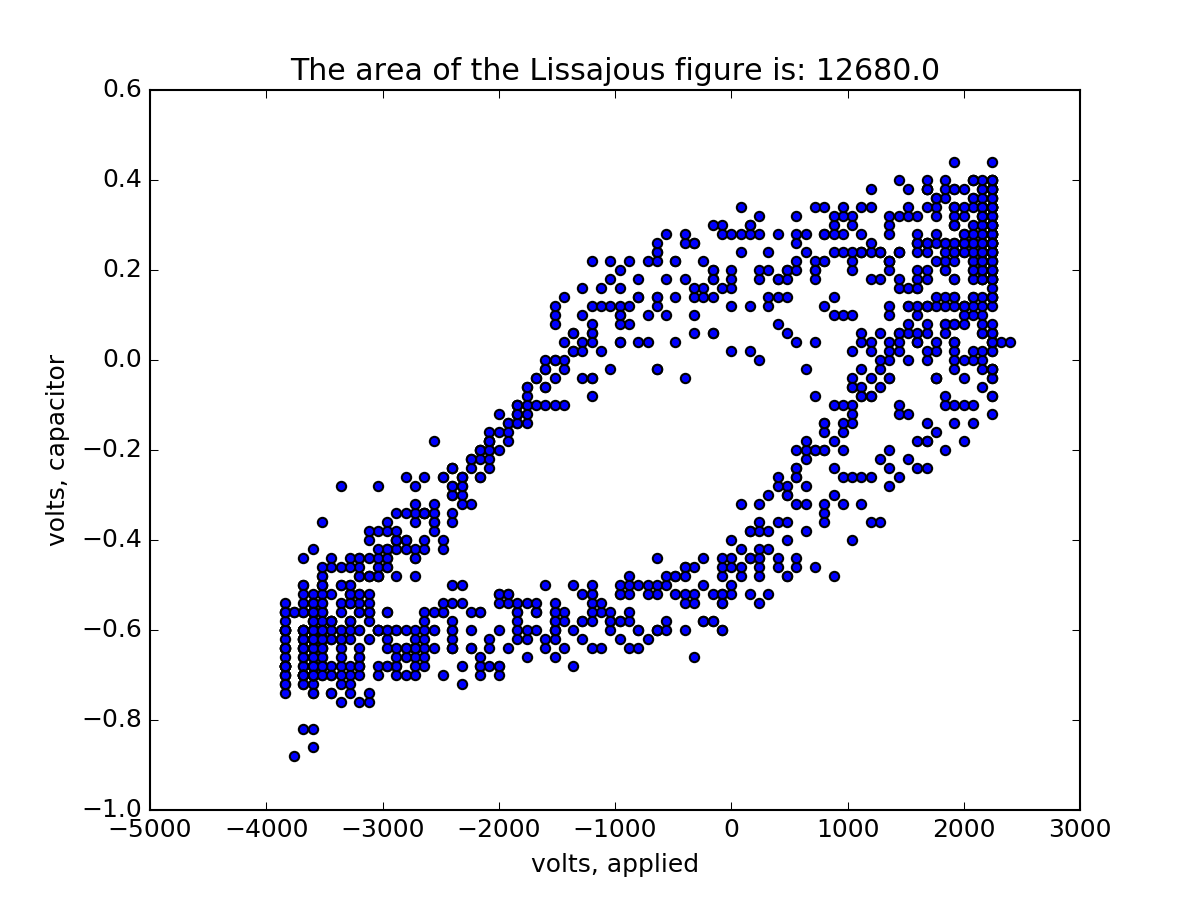 The area of the Lissajous figure is: 12680.0
0.6
0.4
0.2
0.0
−0.2
−0.4
−0.6
−0.8
−1.0
volts, capacitor
−5000 −4000 −3000 −2000 −1000 0 1000 2000 3000
volts, applied